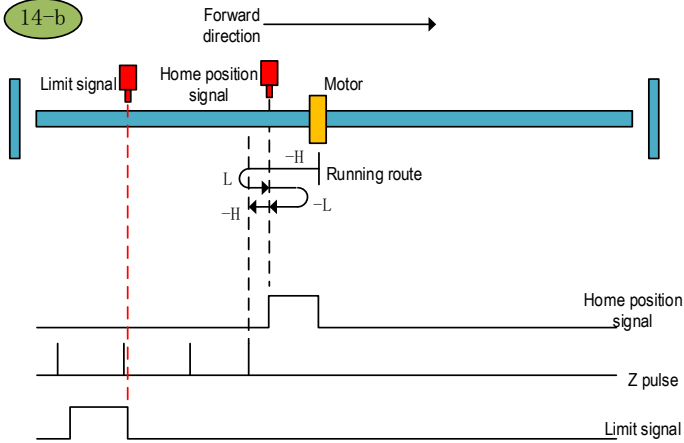 14-b
Forward
direction
Limit signal
Home position
signal
Motor
-H
L
Running route
-L
-H
Home position
signal
Z pulse
Limit signal